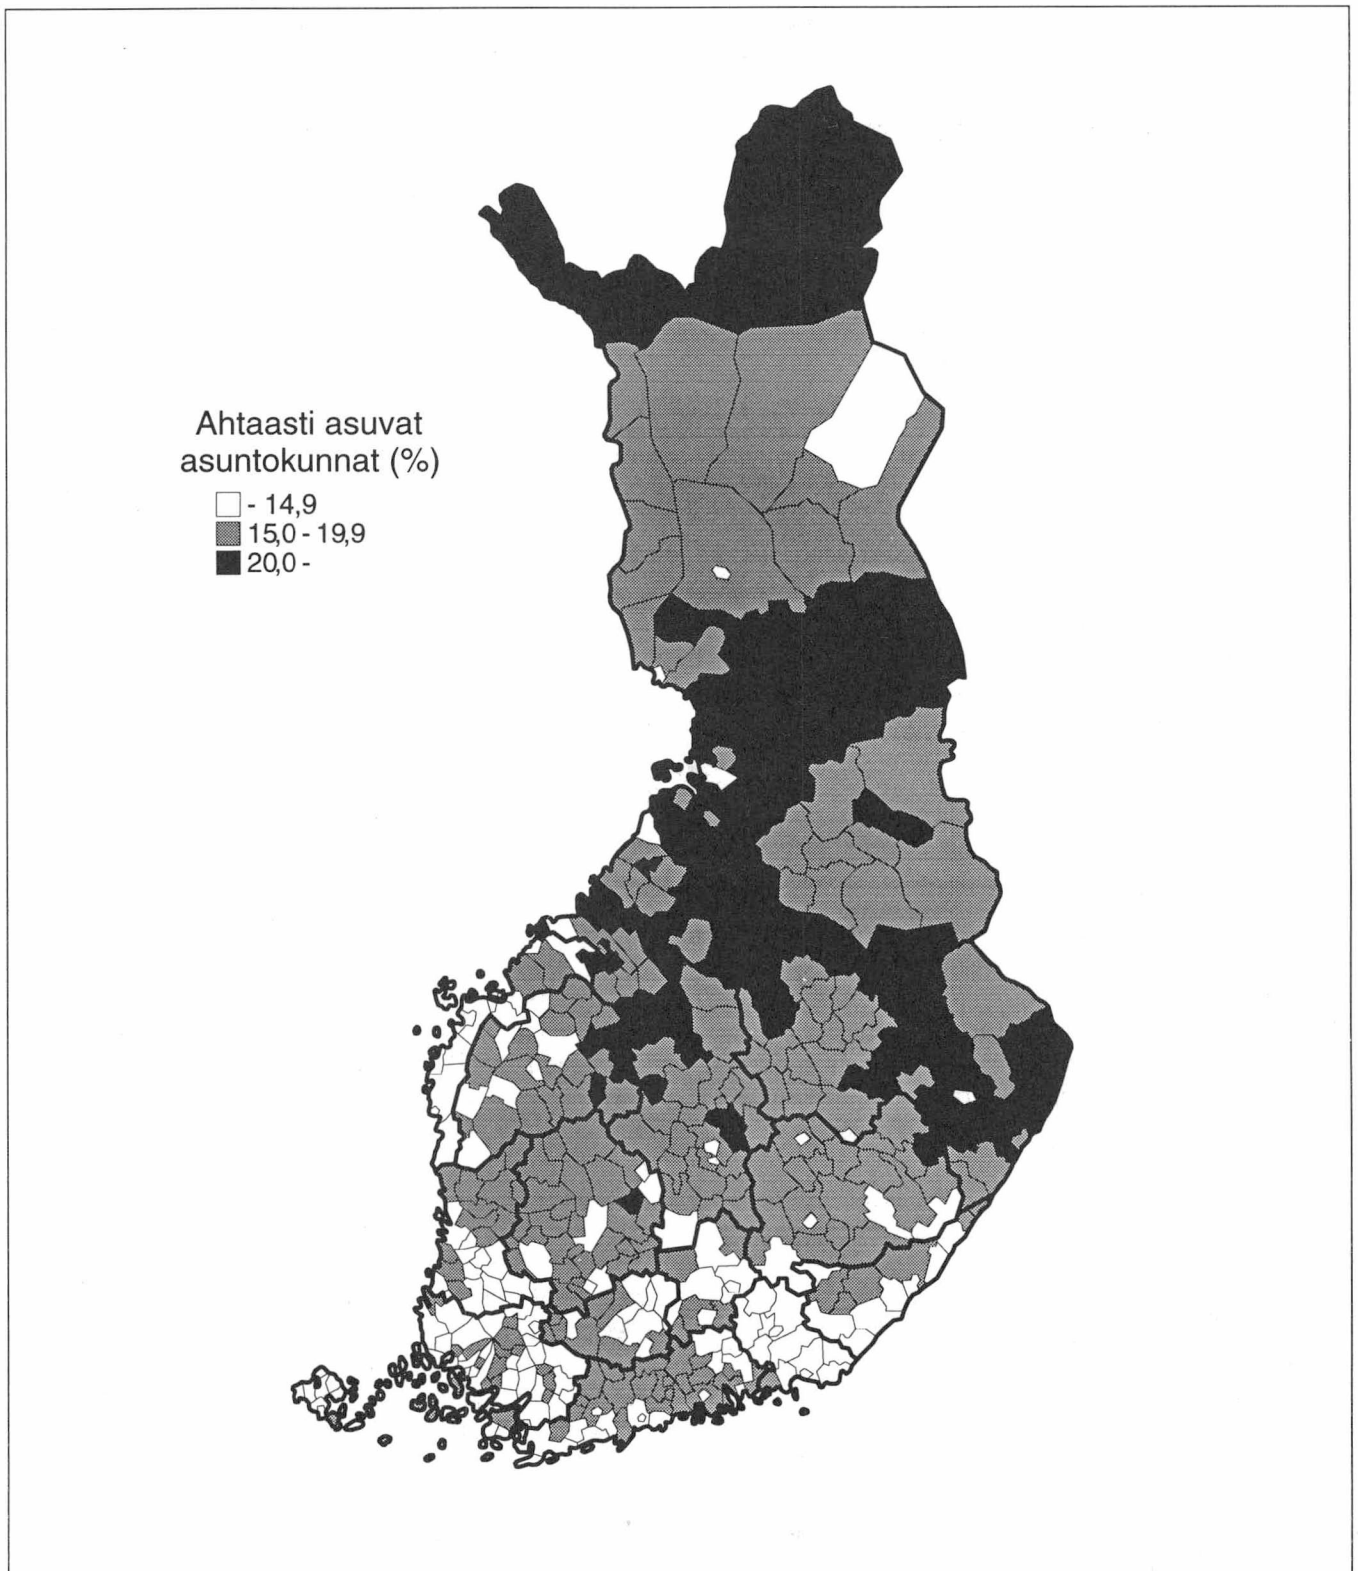 Ahtaasti asuvat
asuntokunnat (%)
- 14,9
15,0 - 19,9
20,0 -